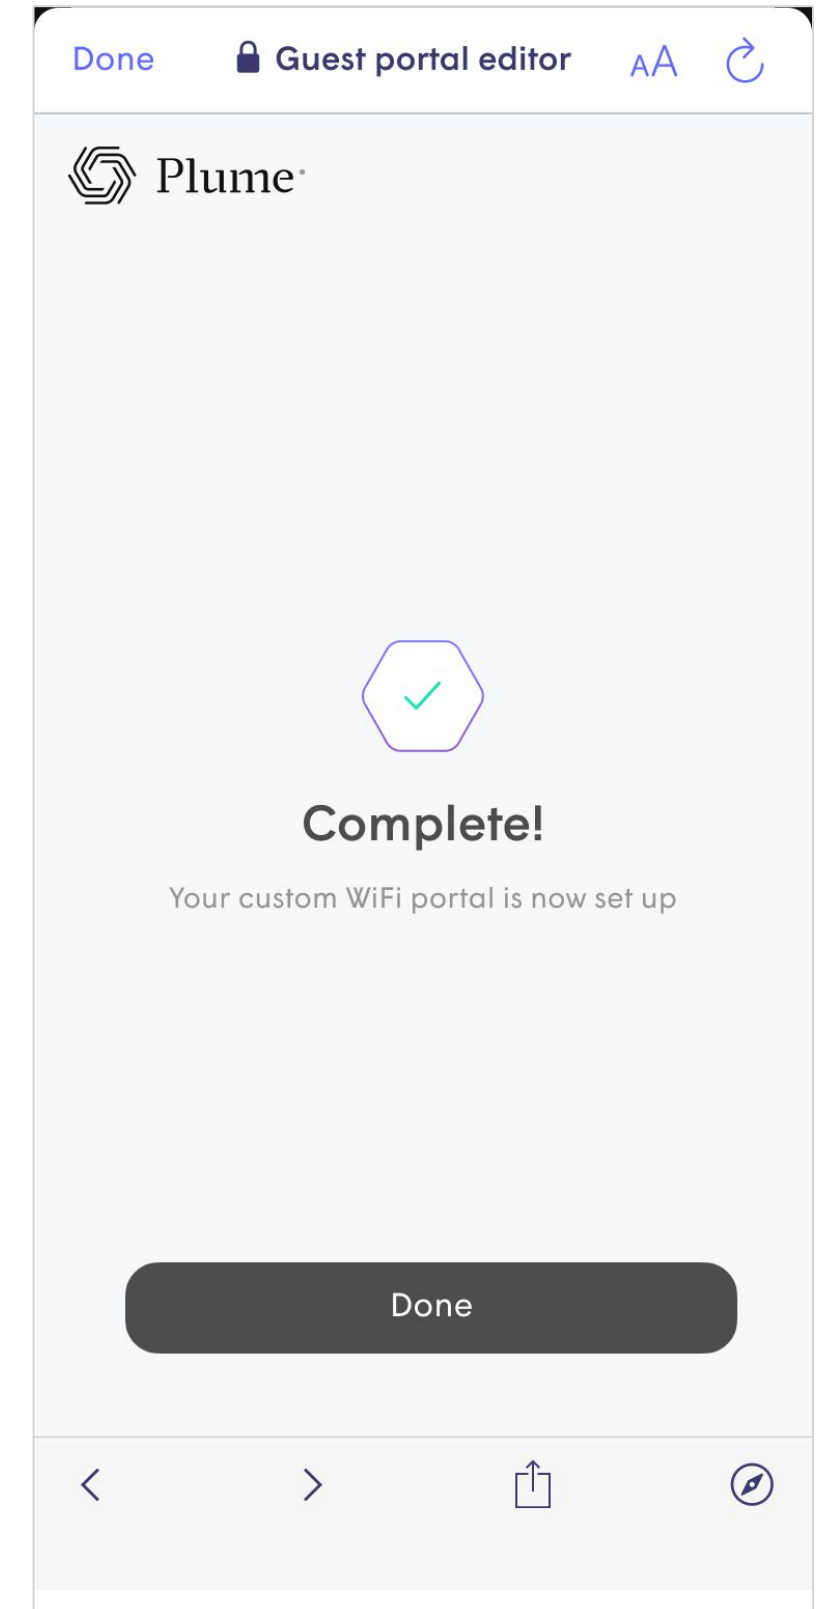 Done Guest portal editor AA
Plume
Complete!
Your custom WiFi portal is now set up
Done